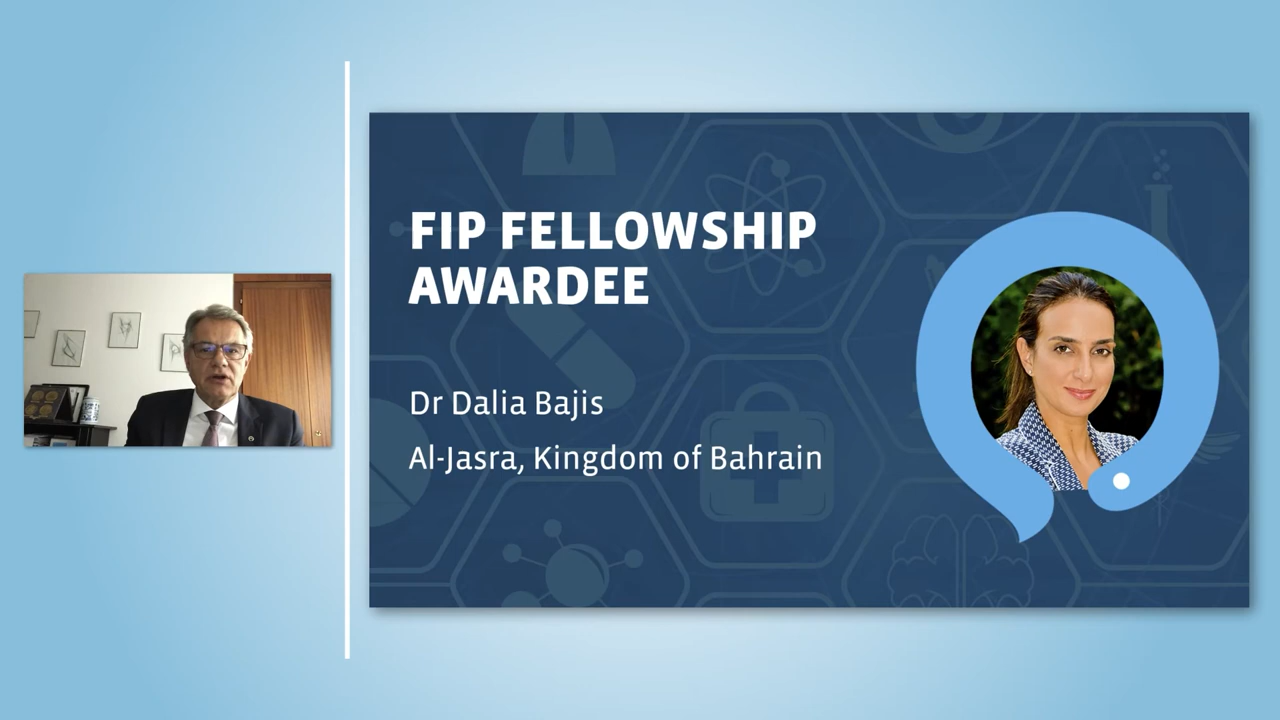 FIP FELLOWSHIP
AWARDEE
Dr Dalia Bajis
Al-Jasra, Kingdom of Bahrain